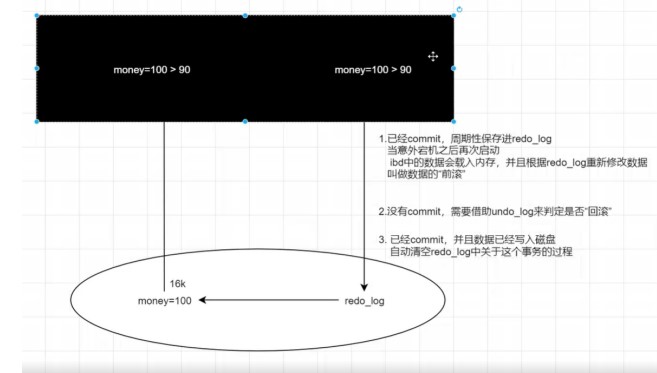 money=100 > 90
money=100 > 90
1.已经commit，周期性保存进redo_log
当意外宕机之后再次启动
ibd中的数据会载入内存，并且根据redo_log重新修改数据
叫做数据的“前滚”
2.没有commit，需要借助undo_log来判定是否“回滚”
3. 已经commit，并且数据已经写入磁盘
自动清空redo_log中关于这个事务的过程
16k
money=100
redo_log